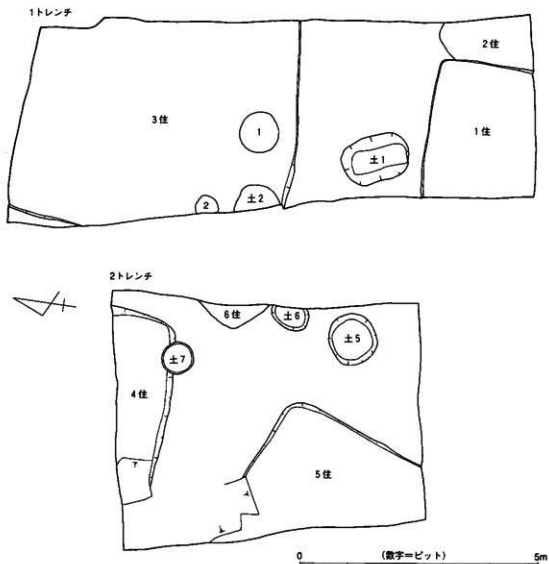 1トレンチ
2住
3住
1
1住
土1
2
土2
2トレンチ
6住
土6
土5
土7
4住
7
5住
0 (数字=ピット) 5m